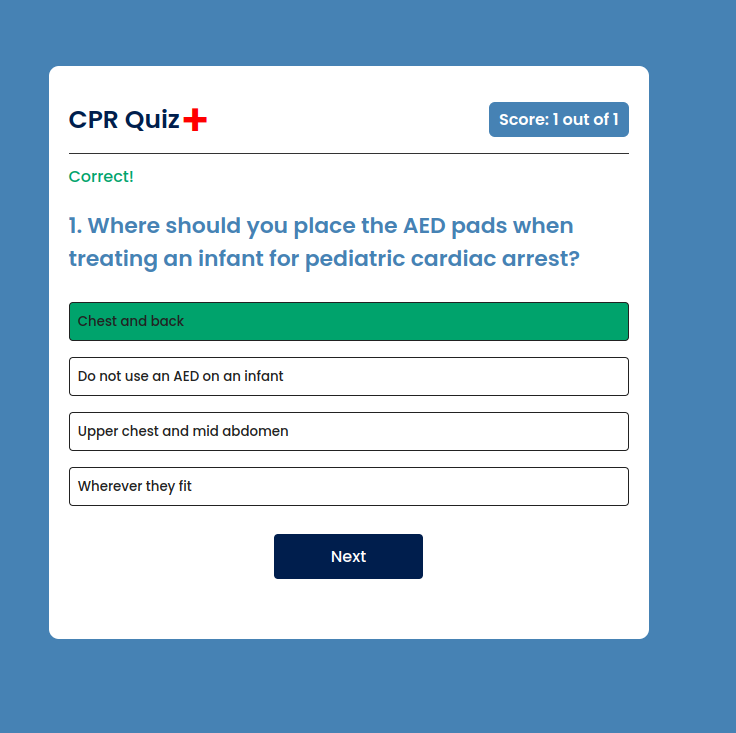 CPR Quiz
Score: 1 out of 1
Correct!
1. Where should you place the AED pads when
treating an infant for pediatric cardiac arrest?
Chest and back
Do not use an AED on an infant
Upper chest and mid abdomen
Wherever they fit
Next